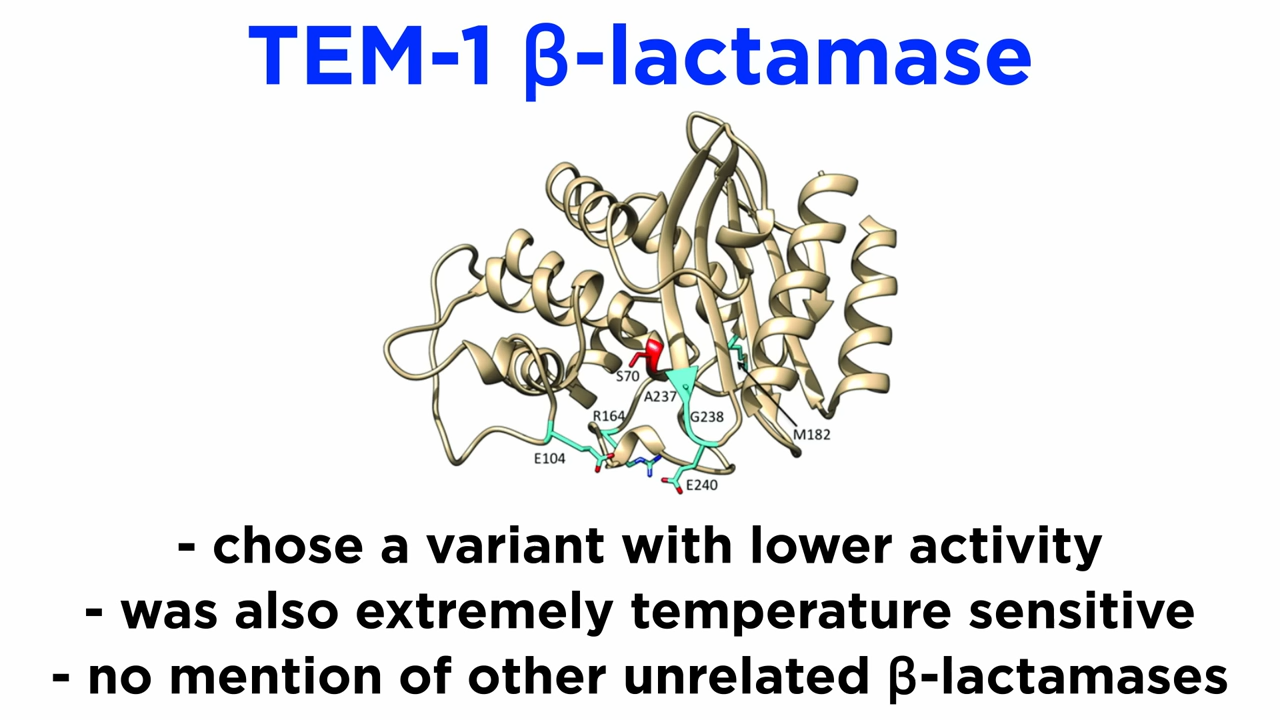 TEM-1 β-lactamase
S70
A237
R164
G238
M182
E104
E240
- chose a variant with lower activity
- was also extremely temperature sensitive
- no mention of other unrelated β-lactamases